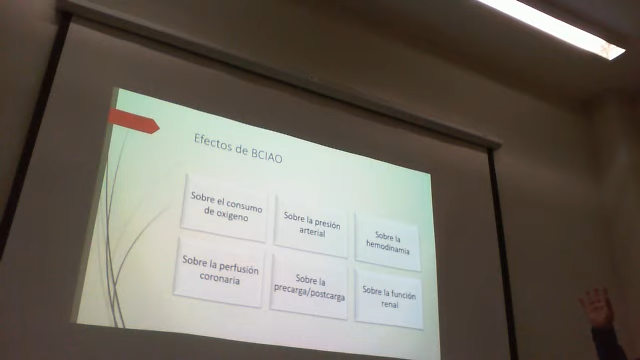 Efectos de BCIAO
Sobre el consumo
de oxigeno
Sobre la presión
arterial
Sobre la
hemodinamia
Sobre la perfusión
coronaria
Sobre la
precarga/postcarga
Sobre la función
renal